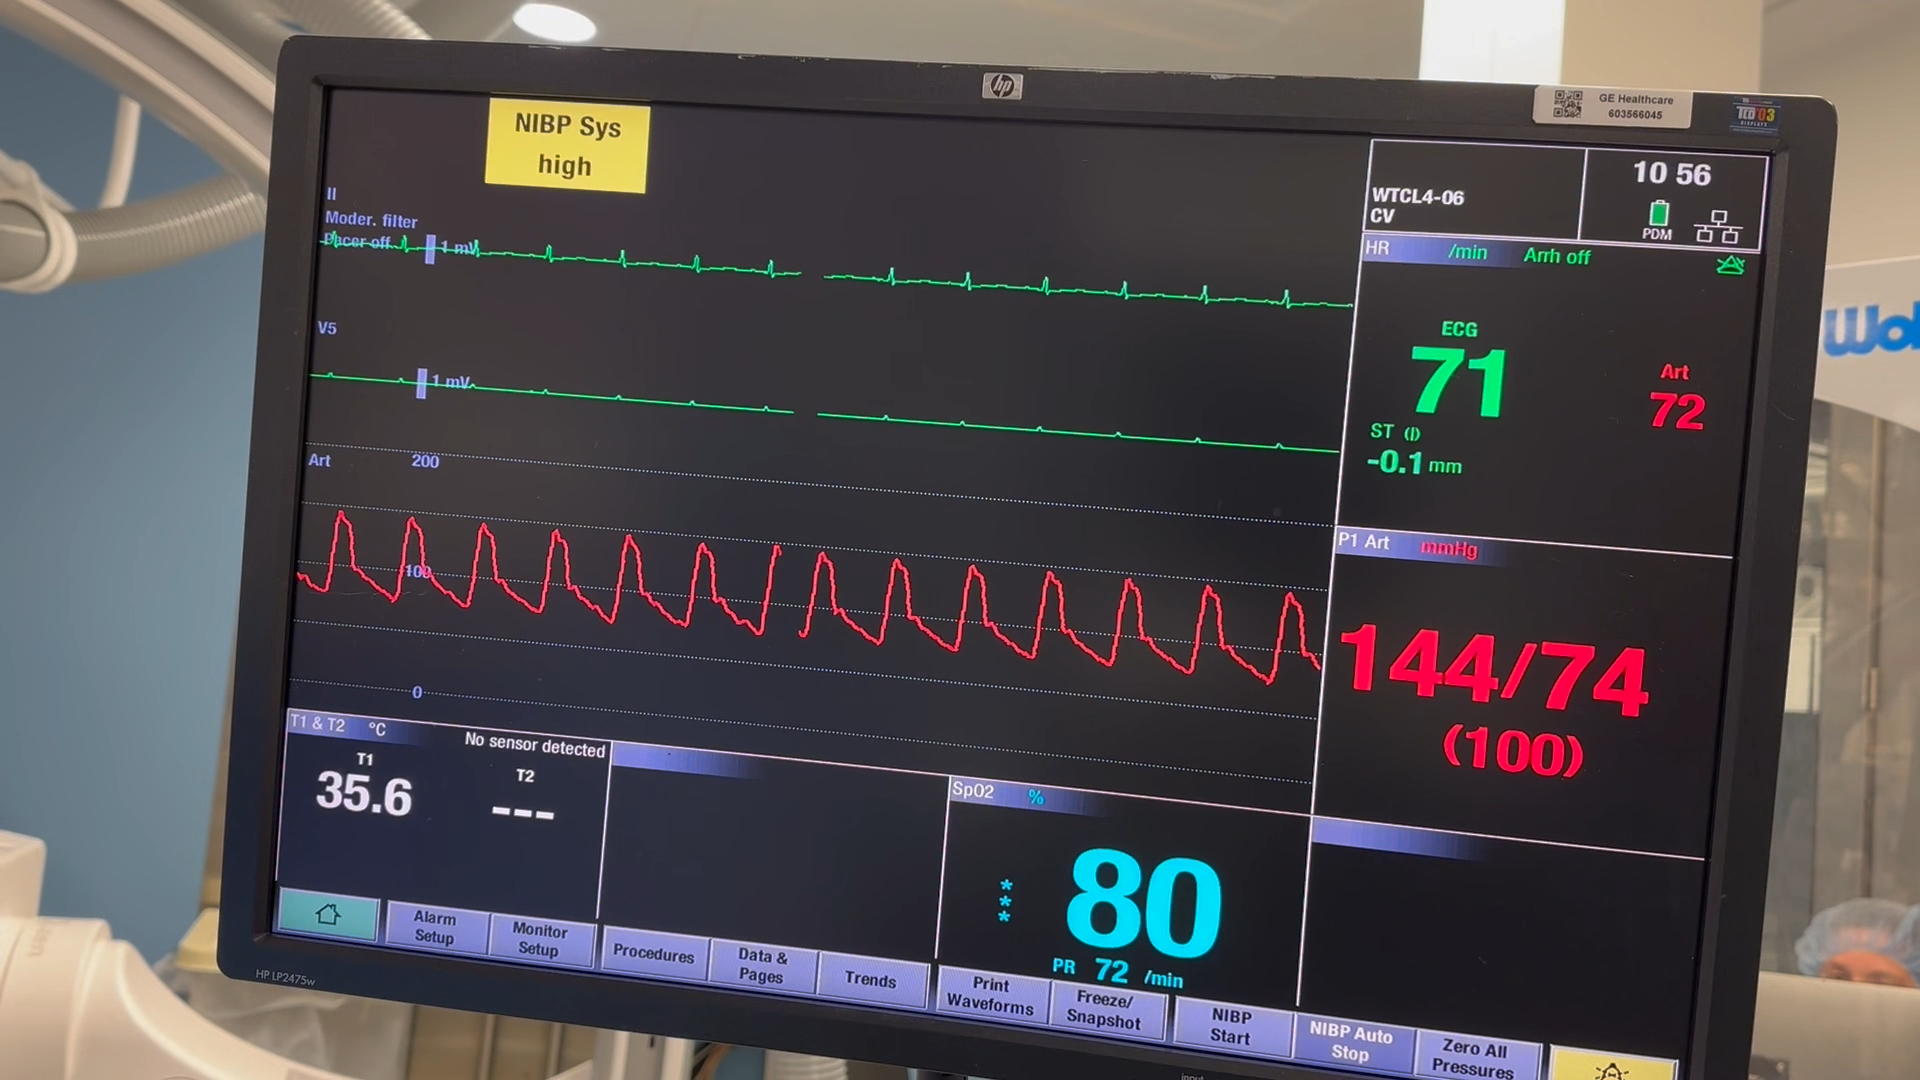 hp
GE Healthcare
603566045
TCO'03
DISPLAYS
NIBP Sys
high
10 56
WTCL4-06
CV
PDM
II
Moder. filter
Pacer off
1 mV
HR /min Arrh off
ECG
71
Art
72
ST (I)
-0.1 mm
V5
1 mV
Art
200
100
0
P1 Art mmHg
144/74
(100)
T1 & T2 °C
No sensor detected
T1
35.6
T2
---
SpO2 %
* * *
80
PR 72 /min
Alarm
Setup
Monitor
Setup
Procedures
Data &
Pages
Trends
Print
Waveforms
Freeze/
Snapshot
NIBP
Start
NIBP Auto
Stop
Zero All
Pressures
HP LP2475w